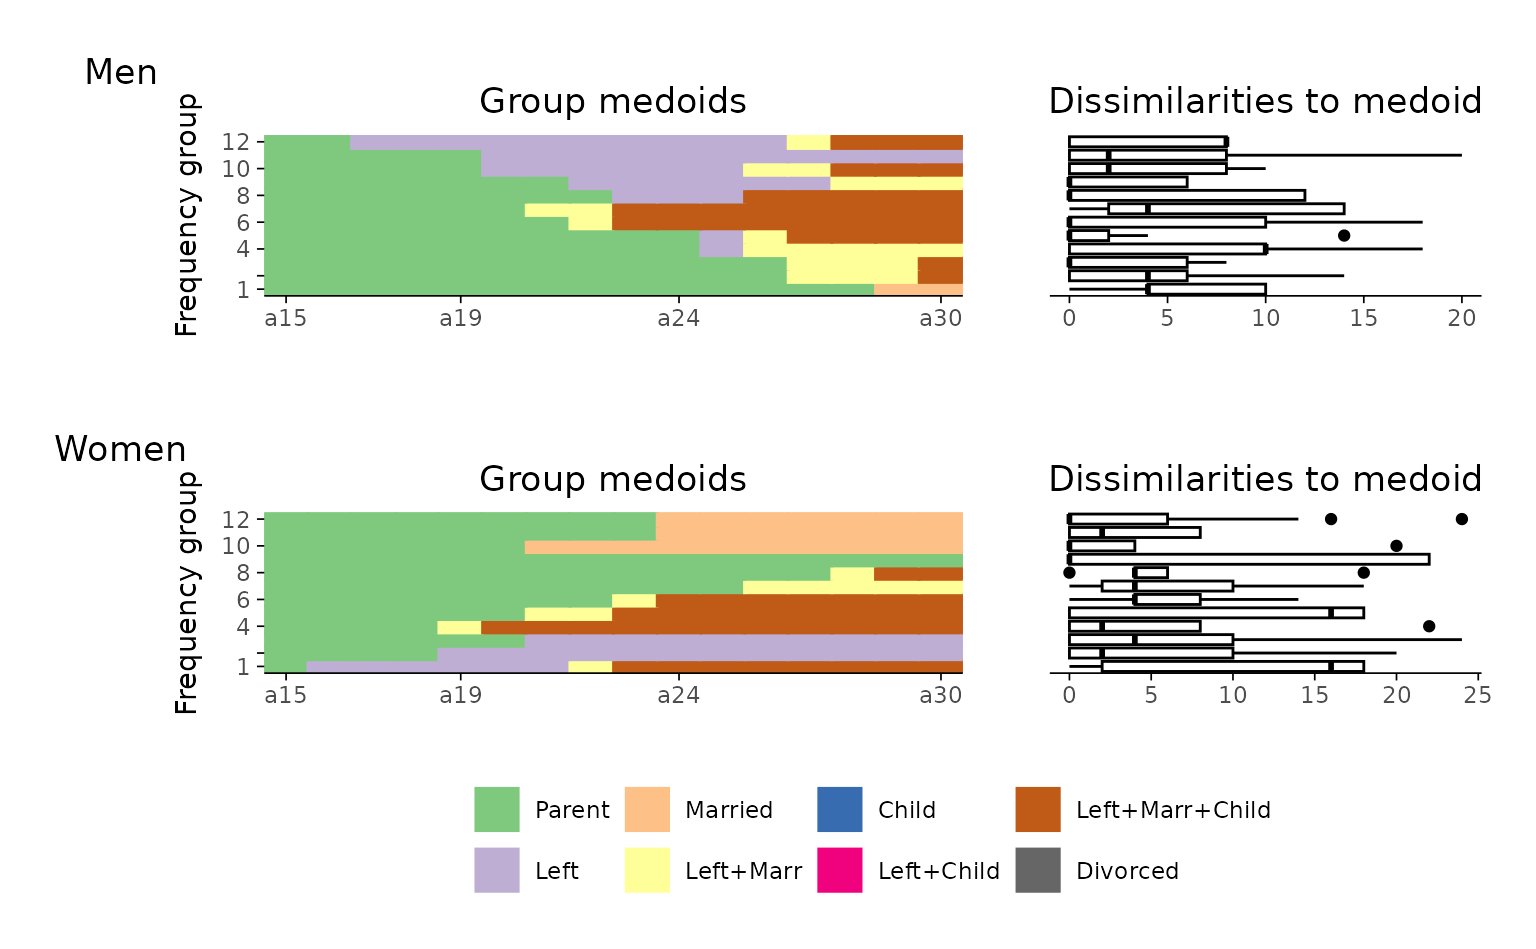 Men
Group medoids
Dissimilarities to medoid
Frequency group
12
10
8
6
4
1
a15 a19 a24 a30
0 5 10 15 20
Women
Group medoids
Dissimilarities to medoid
Frequency group
12
10
8
6
4
1
a15 a19 a24 a30
0 5 10 15 20 25
Parent Married Child Left+Marr+Child
Left Left+Marr Left+Child Divorced